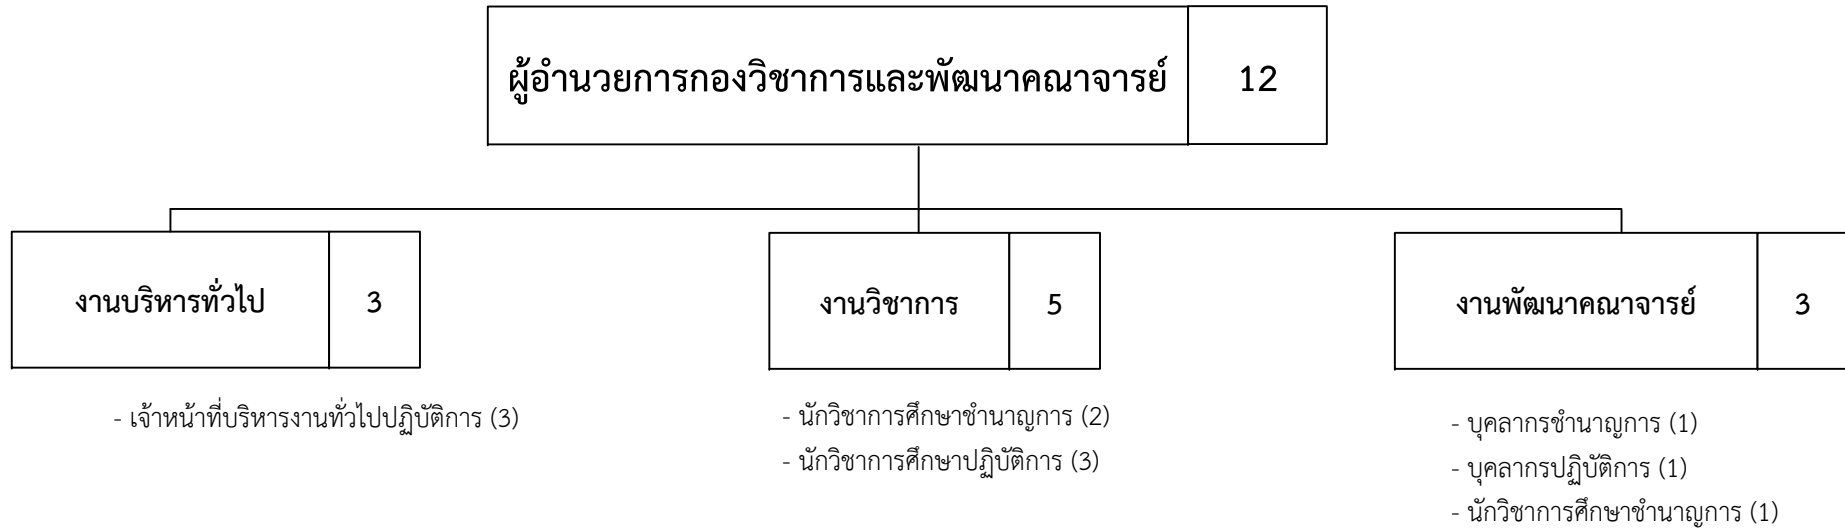 ผู้อำนวยการกองวิชาการและพัฒนาคณาจารย์ 12
งานบริหารทั่วไป 3
- เจ้าหน้าที่บริหารงานทั่วไปปฏิบัติการ (3)
งานวิชาการ 5
- นักวิชาการศึกษาชำนาญการ (2)
- นักวิชาการศึกษาปฏิบัติการ (3)
งานพัฒนาคณาจารย์ 3
- บุคลากรชำนาญการ (1)
- บุคลากรปฏิบัติการ (1)
- นักวิชาการศึกษาชำนาญการ (1)